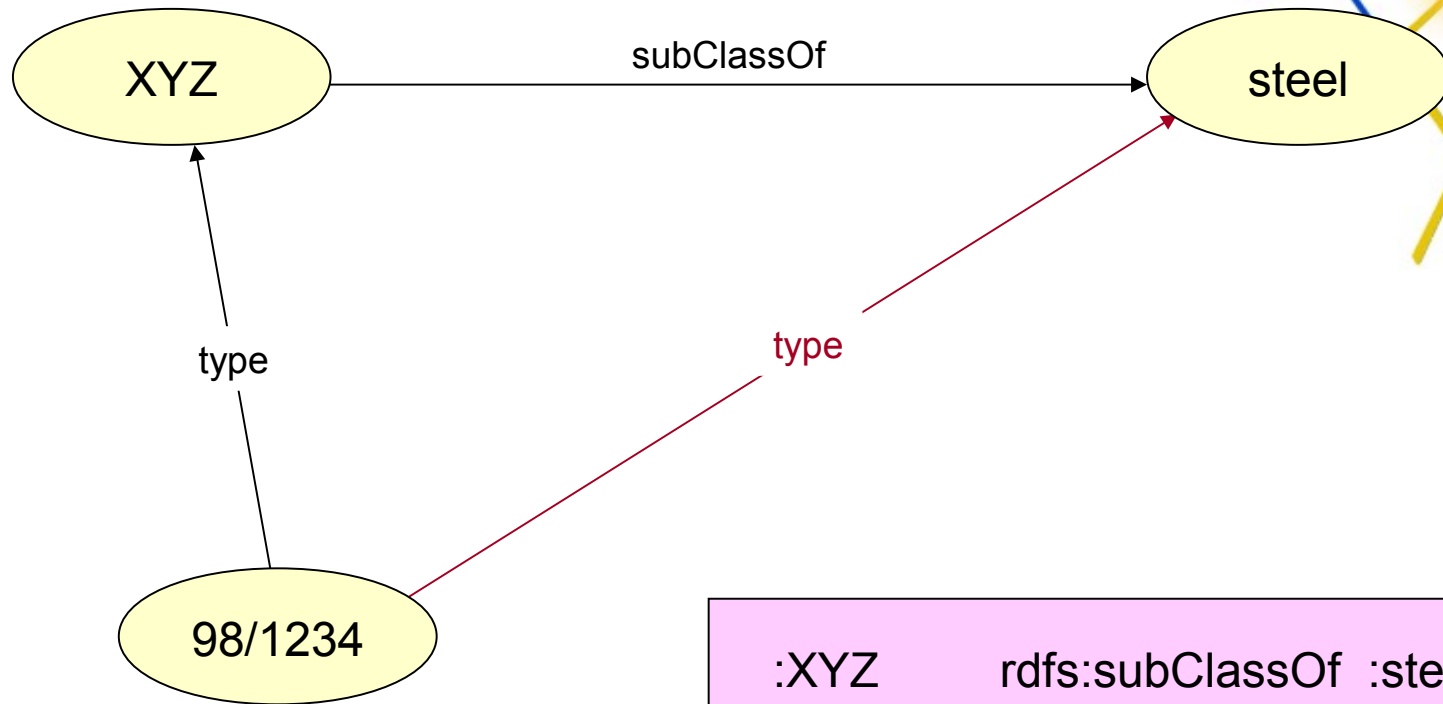 subClassOf
XYZ
steel
type
type
98/1234
:XYZ rdfs:subClassOf :ste